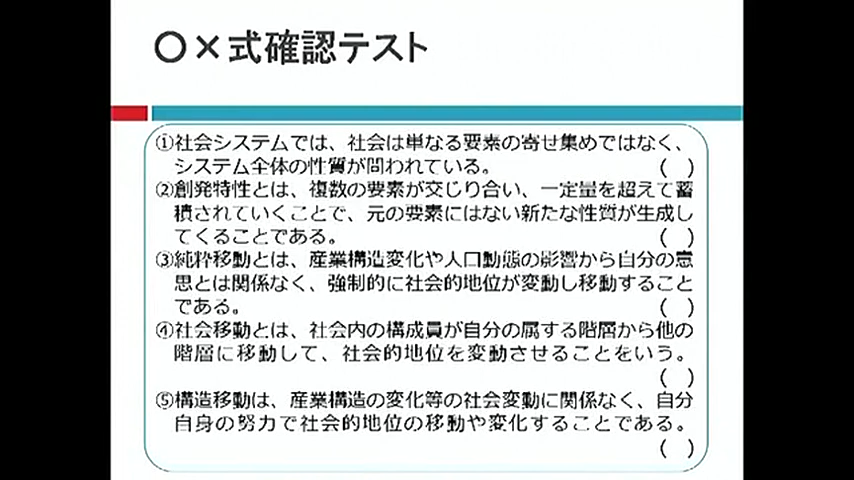 〇×式確認テスト
①社会システムでは、社会は単なる要素の寄せ集めではなく、
システム全体の性質が問われている。 ( )
②創発特性とは、複数の要素が交じり合い、一定量を超えて蓄
積されていくことで、元の要素にはない新たな性質が生成し
てくることである。 ( )
③純粋移動とは、産業構造変化や人口動態の影響から自分の意
思とは関係なく、強制的に社会的地位が変動し移動すること
である。 ( )
④社会移動とは、社会内の構成員が自分の属する階層から他の
階層に移動して、社会的地位を変動させることをいう。
( )
⑤構造移動は、産業構造の変化等の社会変動に関係なく、自分
自身の努力で社会的地位の移動や変化することである。
( )